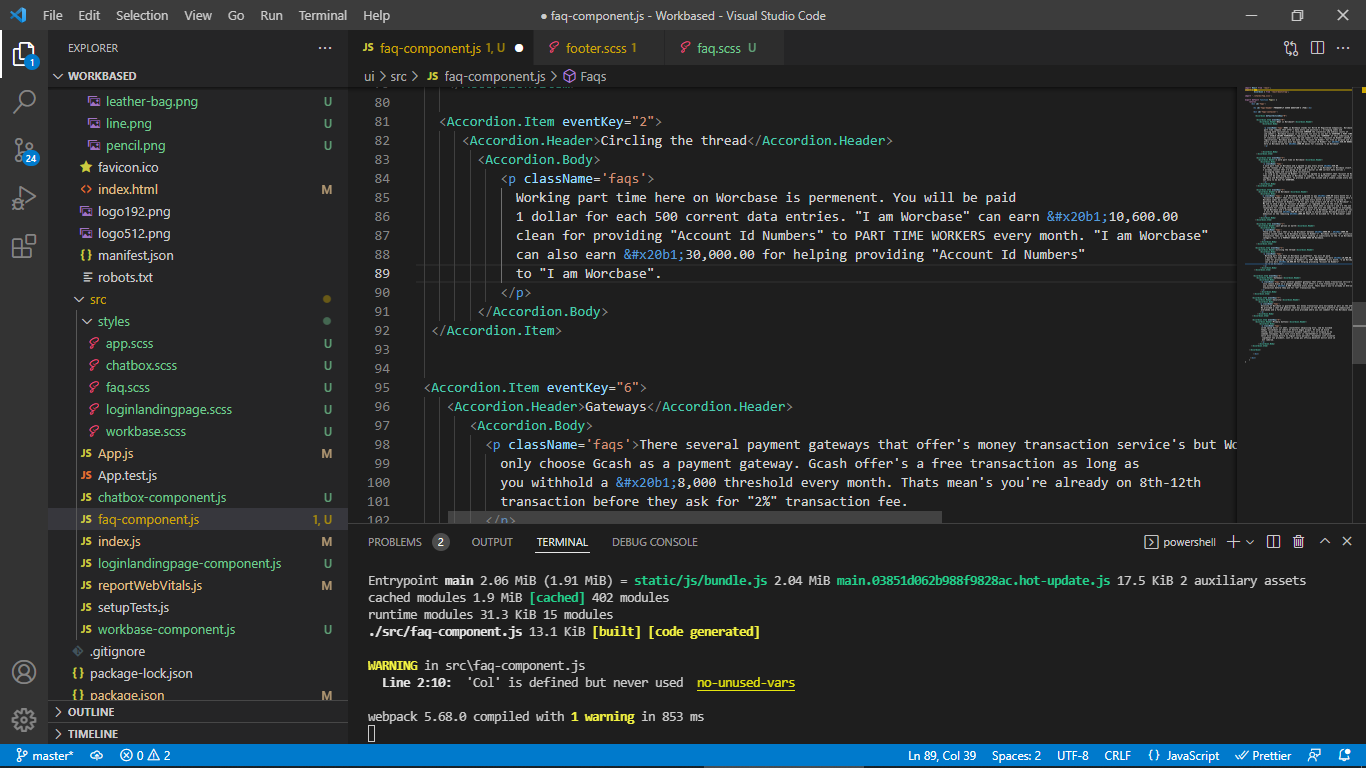 File Edit Selection View Go Run Terminal Help
● faq-component.js - Workbased - Visual Studio Code
EXPLORER
WORKBASED
leather-bag.png U
line.png U
pencil.png U
favicon.ico
index.html M
logo192.png
logo512.png
{} manifest.json
robots.txt
src
styles
app.scss U
chatbox.scss U
faq.scss U
loginlandingpage.scss U
workbase.scss U
JS App.js M
JS App.test.js
JS chatbox-component.js U
JS faq-component.js 1, U
JS index.js M
JS loginlandingpage-component.js U
JS reportWebVitals.js M
JS setupTests.js
JS workbase-component.js U
.gitignore
{} package-lock.json
{} package.json M
OUTLINE
TIMELINE
1
24
JS faq-component.js 1, U ●
footer.scss 1
faq.scss U
ui > src > JS faq-component.js > Faqs
80
81 <Accordion.Item eventKey="2">
82 <Accordion.Header>Circling the thread</Accordion.Header>
83 <Accordion.Body>
84 <p className='faqs'>
85 Working part time here on Worcbase is permenent. You will be paid
86 1 dollar for each 500 corrent data entries. "I am Worcbase" can earn &#x20b1;10,600.00
87 clean for providing "Account Id Numbers" to PART TIME WORKERS every month. "I am Worcbase"
88 can also earn &#x20b1;30,000.00 for helping providing "Account Id Numbers"
89 to "I am Worcbase".
90 </p>
91 </Accordion.Body>
92 </Accordion.Item>
93
94
95 <Accordion.Item eventKey="6">
96 <Accordion.Header>Gateways</Accordion.Header>
97 <Accordion.Body>
98 <p className='faqs'>There several payment gateways that offer's money transaction service's but
99 only choose Gcash as a payment gateway. Gcash offer's a free transaction as long as
100 you withhold a &#x20b1;8,000 threshold every month. Thats mean's you're already on 8th-12th
101 transaction before they ask for "2%" transaction fee.
102 </p>
PROBLEMS 2 OUTPUT TERMINAL DEBUG CONSOLE
powershell
Entrypoint main 2.06 MiB (1.91 MiB) = static/js/bundle.js 2.04 MiB main.03851d062b988f9828ac.hot-update.js 17.5 KiB 2 auxiliary assets
cached modules 1.9 MiB [cached] 402 modules
runtime modules 31.3 KiB 15 modules
./src/faq-component.js 13.1 KiB [built] [code generated]
WARNING in src\faq-component.js
Line 2:10: 'Col' is defined but never used no-unused-vars
webpack 5.68.0 compiled with 1 warning in 853 ms
master* 0 2
Ln 89, Col 39 Spaces: 2 UTF-8 CRLF {} JavaScript Prettier